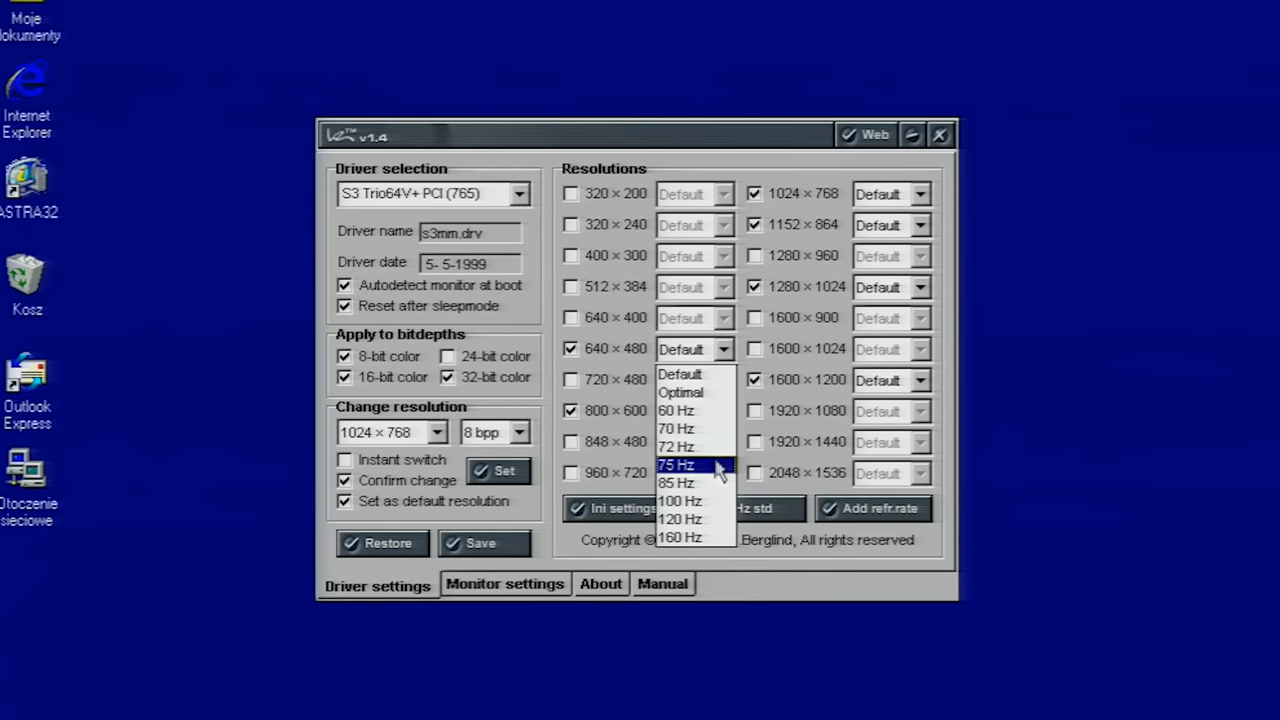 Moje
dokumenty
Internet
Explorer
ASTRA32
Kosz
Outlook
Express
Otoczenie
sieciowe
v1.4
Web
Driver selection
S3 Trio64V+ PCI (765)
Driver name s3mm.drv
Driver date 5- 5-1999
Autodetect monitor at boot
Reset after sleepmode
Apply to bitdepths
8-bit color 24-bit color
16-bit color 32-bit color
Change resolution
1024 × 768 8 bpp
Instant switch
Confirm change
Set
Set as default resolution
Restore Save
Resolutions
320 × 200 Default 1024 × 768 Default
320 × 240 Default 1152 × 864 Default
400 × 300 Default 1280 × 960 Default
512 × 384 Default 1280 × 1024 Default
640 × 400 Default 1600 × 900 Default
640 × 480 Default 1600 × 1024 Default
720 × 480 1600 × 1200 Default
800 × 600 1920 × 1080 Default
848 × 480 1920 × 1440 Default
960 × 720 2048 × 1536 Default
Default
Optimal
60 Hz
70 Hz
72 Hz
75 Hz
85 Hz
100 Hz
120 Hz
160 Hz
Ini settings Hz std Add refr.rate
Copyright © .Berglind, All rights reserved
Driver settings Monitor settings About Manual